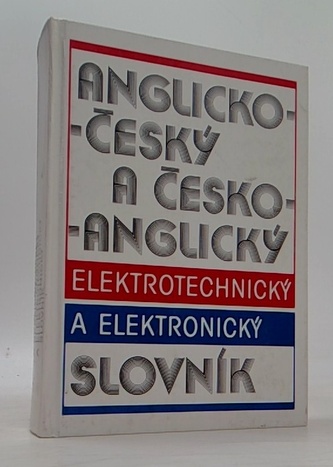 ANGLICKO-
-ČESKÝ
A ČESKO-
-ANGLICKÝ
ELEKTROTECHNICKÝ
A ELEKTRONICKÝ
SLOVNÍK